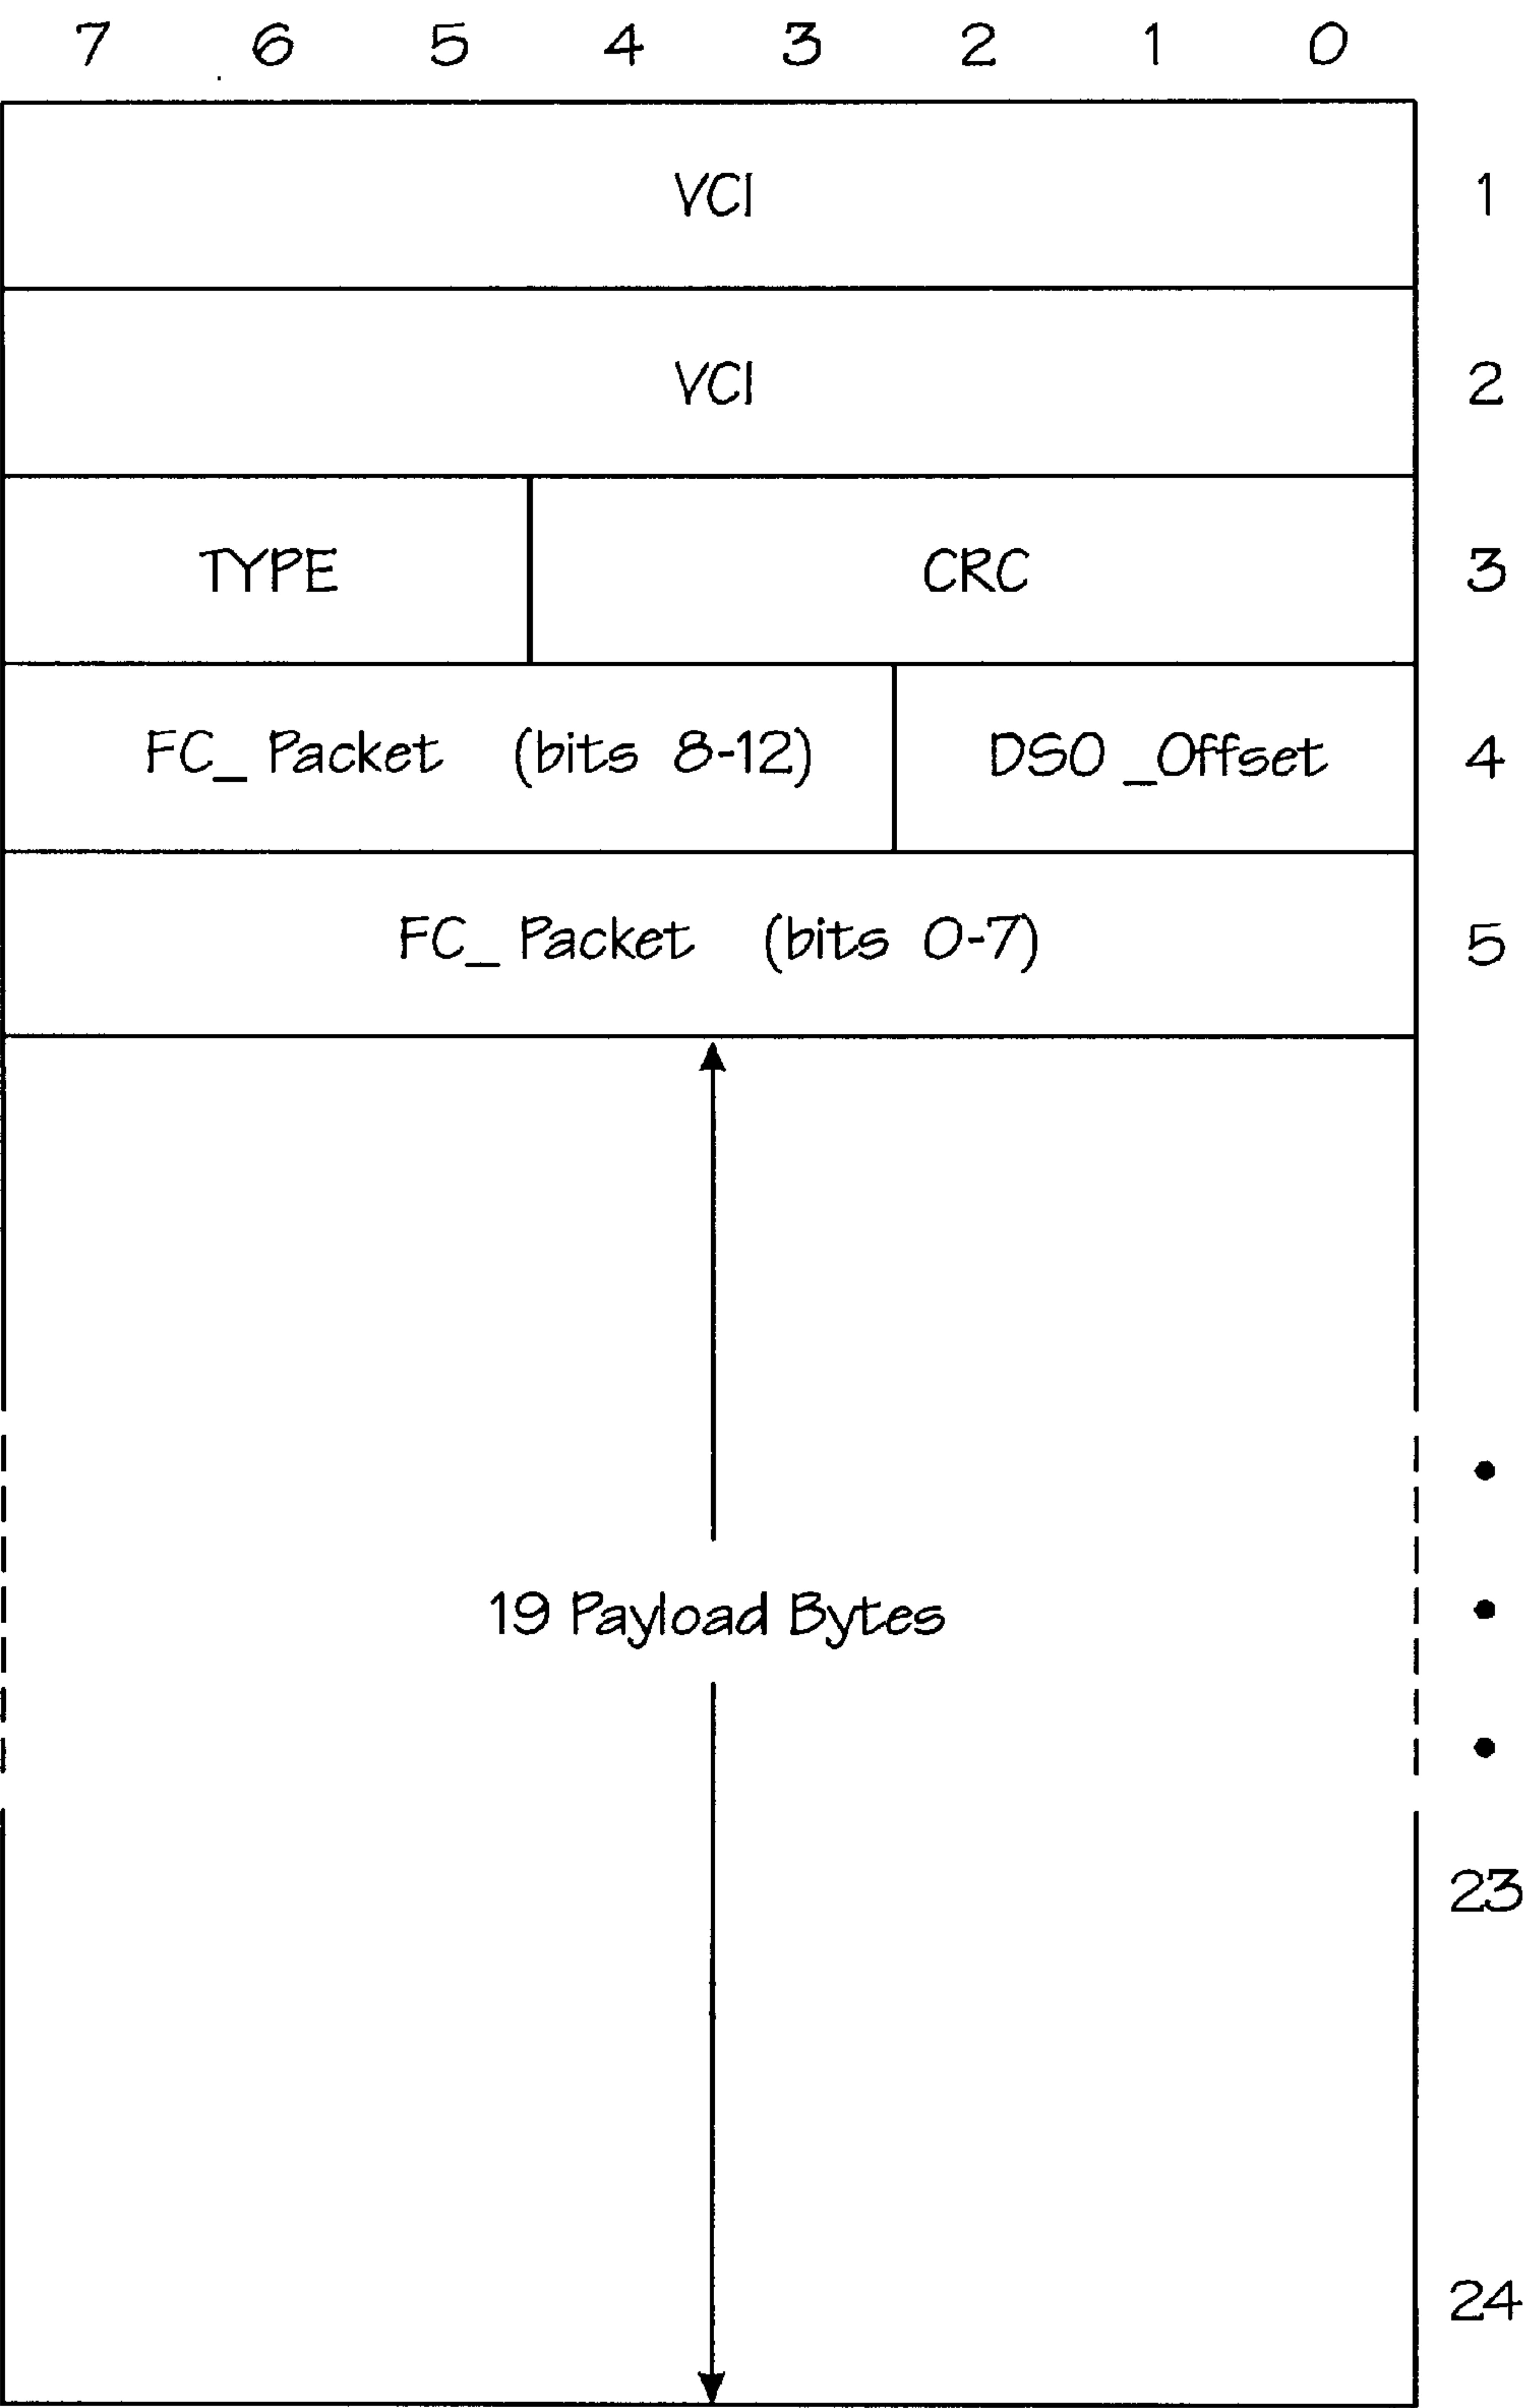 7 6 5 4 3 2 1 0
VCI 1
VCI 2
TYPE CRC 3
FC_ Packet (bits 8-12) DSO _Offset 4
FC_ Packet (bits 0-7) 5
19 Payload Bytes
23
24